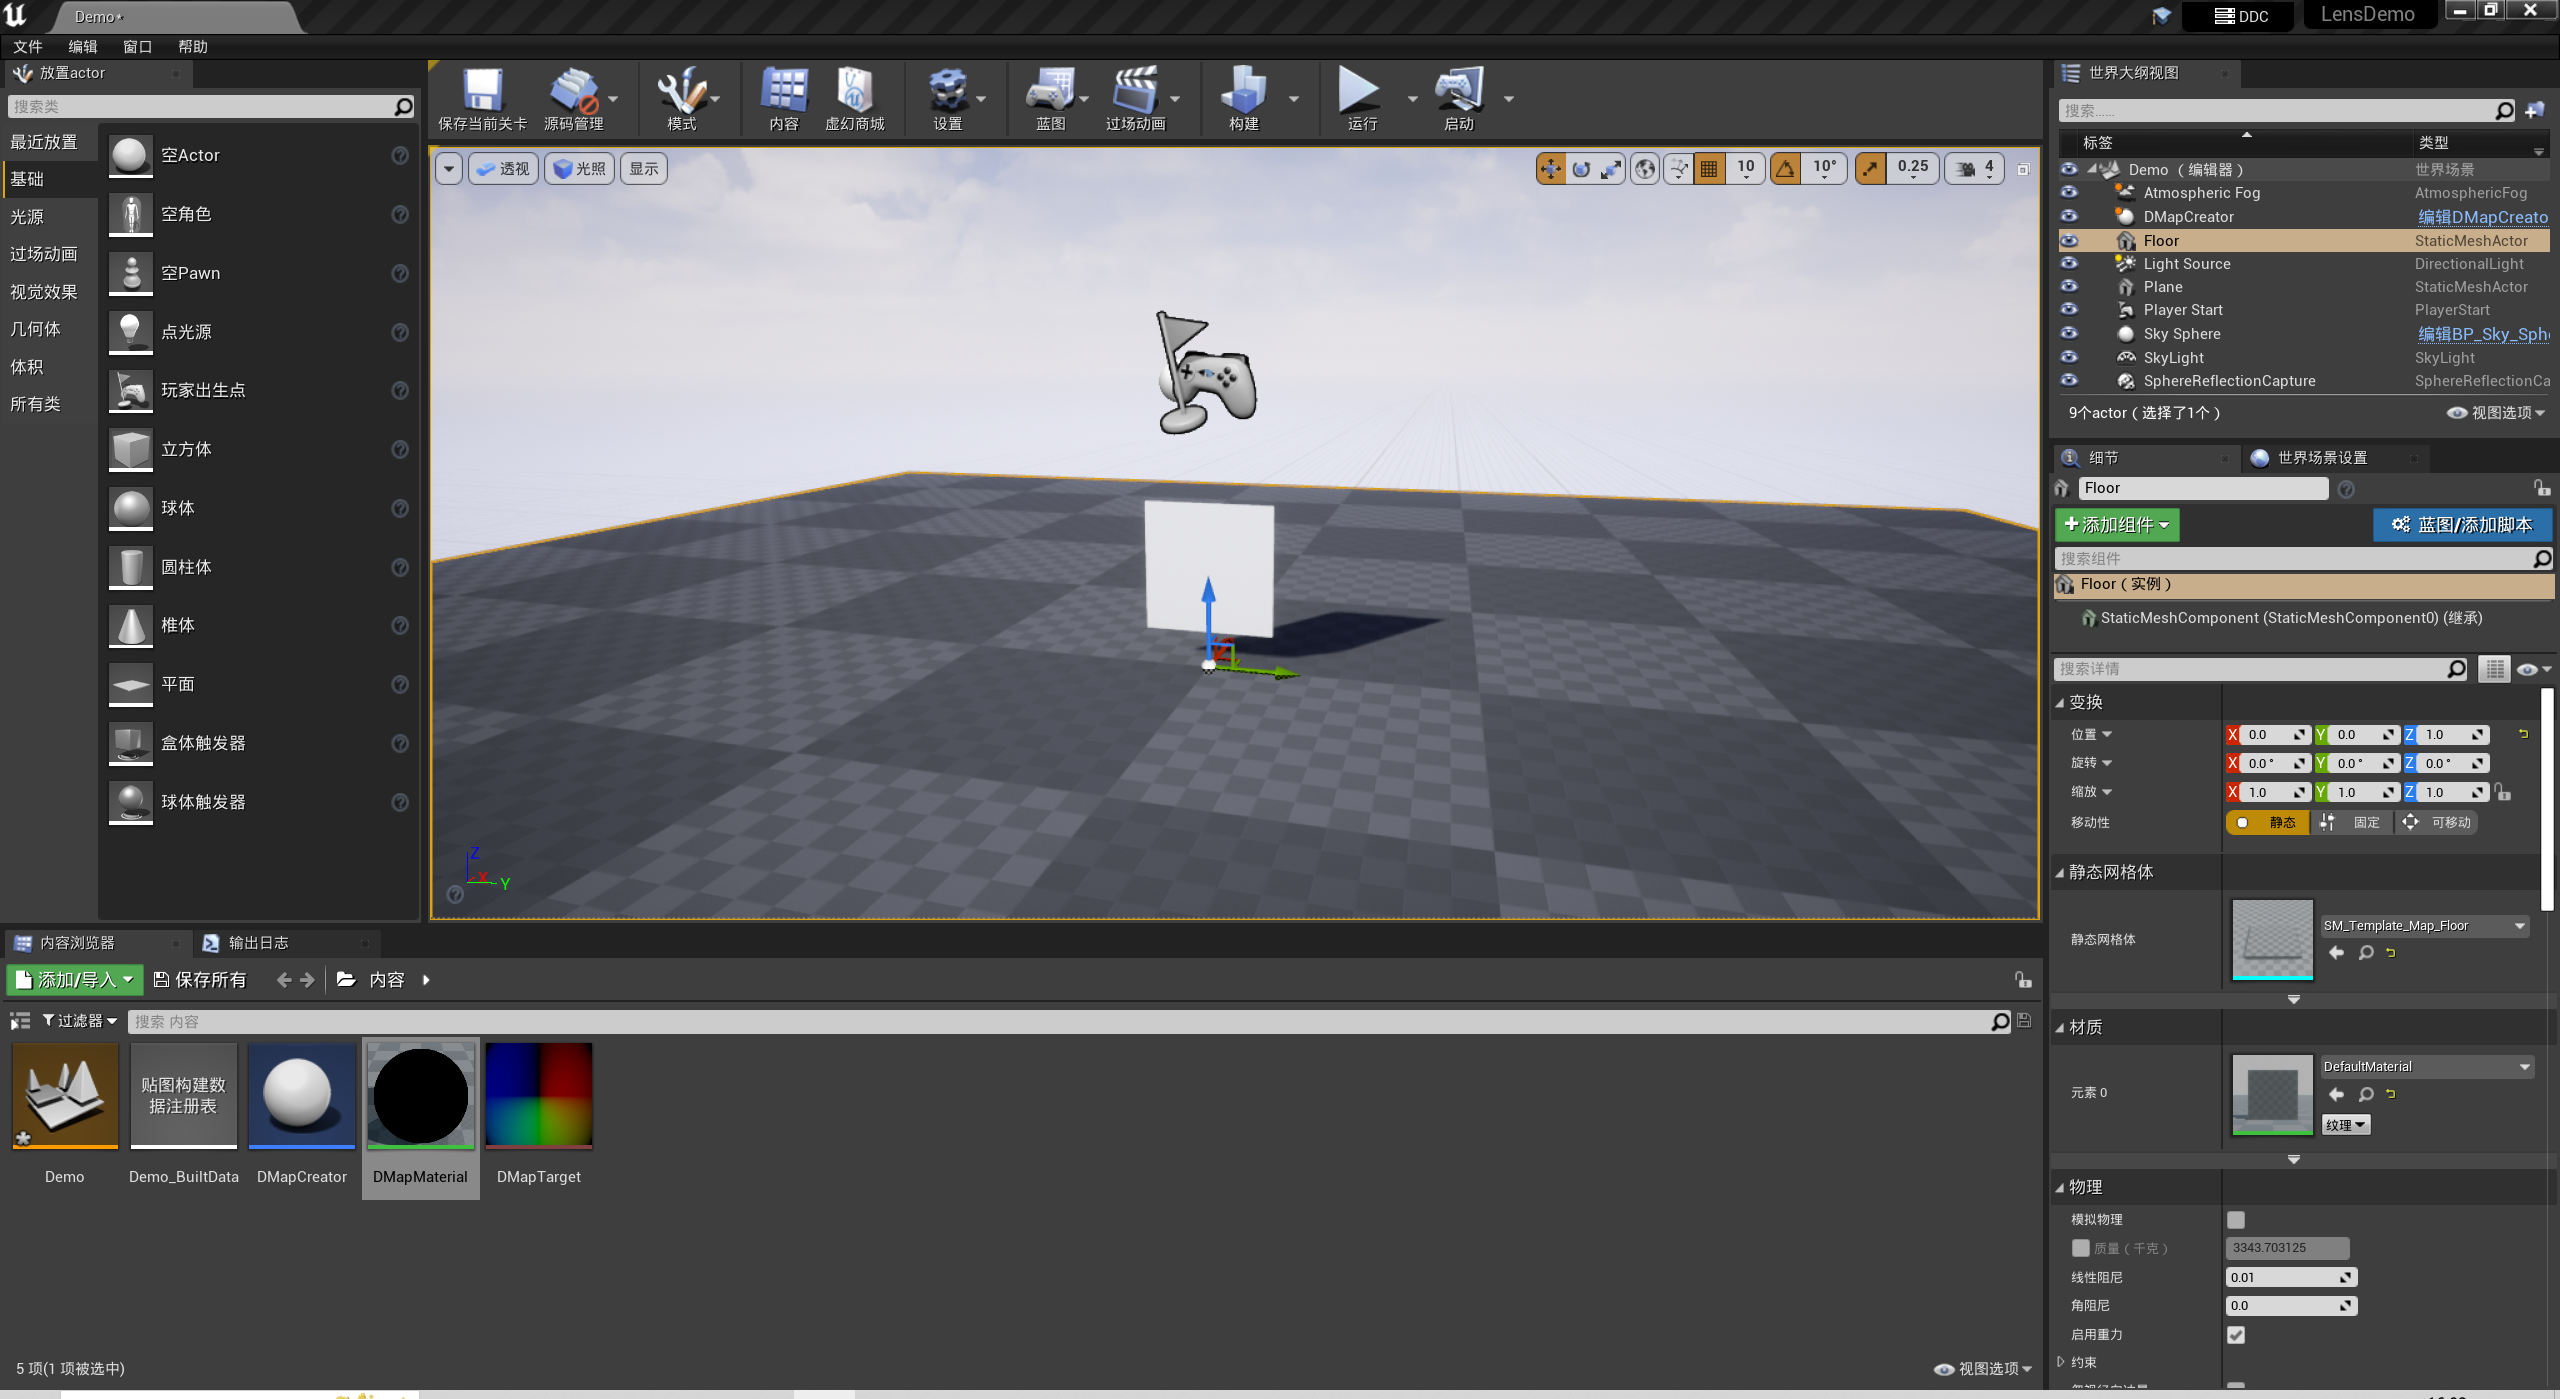 Demo*
DDC
LensDemo
文件 编辑 窗口 帮助
放置actor
搜索类
最近放置
基础
光源
过场动画
视觉效果
几何体
体积
所有类
空Actor
空角色
空Pawn
点光源
玩家出生点
立方体
球体
圆柱体
椎体
平面
盒体触发器
球体触发器
保存当前关卡 源码管理 模式 内容 虚幻商城 设置 蓝图 过场动画 构建 运行 启动
透视 光照 显示
10 10° 0.25 4
Z
X Y
世界大纲视图
搜索......
标签 类型
Demo（编辑器） 世界场景
Atmospheric Fog AtmosphericFog
DMapCreator 编辑DMapCreato
Floor StaticMeshActor
Light Source DirectionalLight
Plane StaticMeshActor
Player Start PlayerStart
Sky Sphere 编辑BP_Sky_Sph
SkyLight SkyLight
SphereReflectionCapture SphereReflectionCa
9个actor（选择了1个） 视图选项
细节 世界场景设置
Floor
添加组件 蓝图/添加脚本
搜索组件
Floor（实例）
StaticMeshComponent (StaticMeshComponent0) (继承)
搜索详情
变换
位置 X 0.0 Y 0.0 Z 1.0
旋转 X 0.0° Y 0.0° Z 0.0°
缩放 X 1.0 Y 1.0 Z 1.0
移动性 静态 固定 可移动
静态网格体
静态网格体 SM_Template_Map_Floor
材质
元素 0 DefaultMaterial
纹理
物理
模拟物理
质量（千克） 3343.703125
线性阻尼 0.01
角阻尼 0.0
启用重力
约束
内容浏览器 输出日志
添加/导入 保存所有 内容
过滤器 搜索 内容
贴图构建数
据注册表
Demo Demo_BuiltData DMapCreator DMapMaterial DMapTarget
5 项(1 项被选中) 视图选项